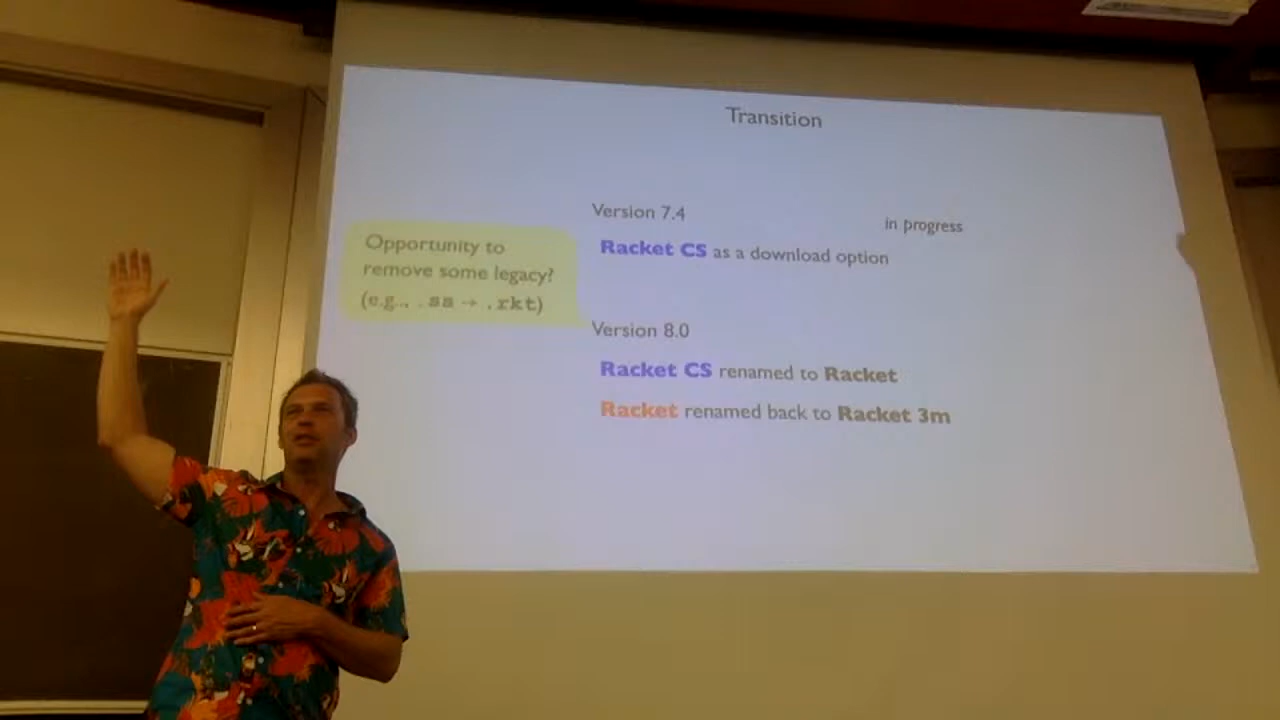 Transition
Version 7.4
in progress
Racket CS as a download option
Opportunity to
remove some legacy?
(e.g., .ss → .rkt)
Version 8.0
Racket CS renamed to Racket
Racket renamed back to Racket 3m